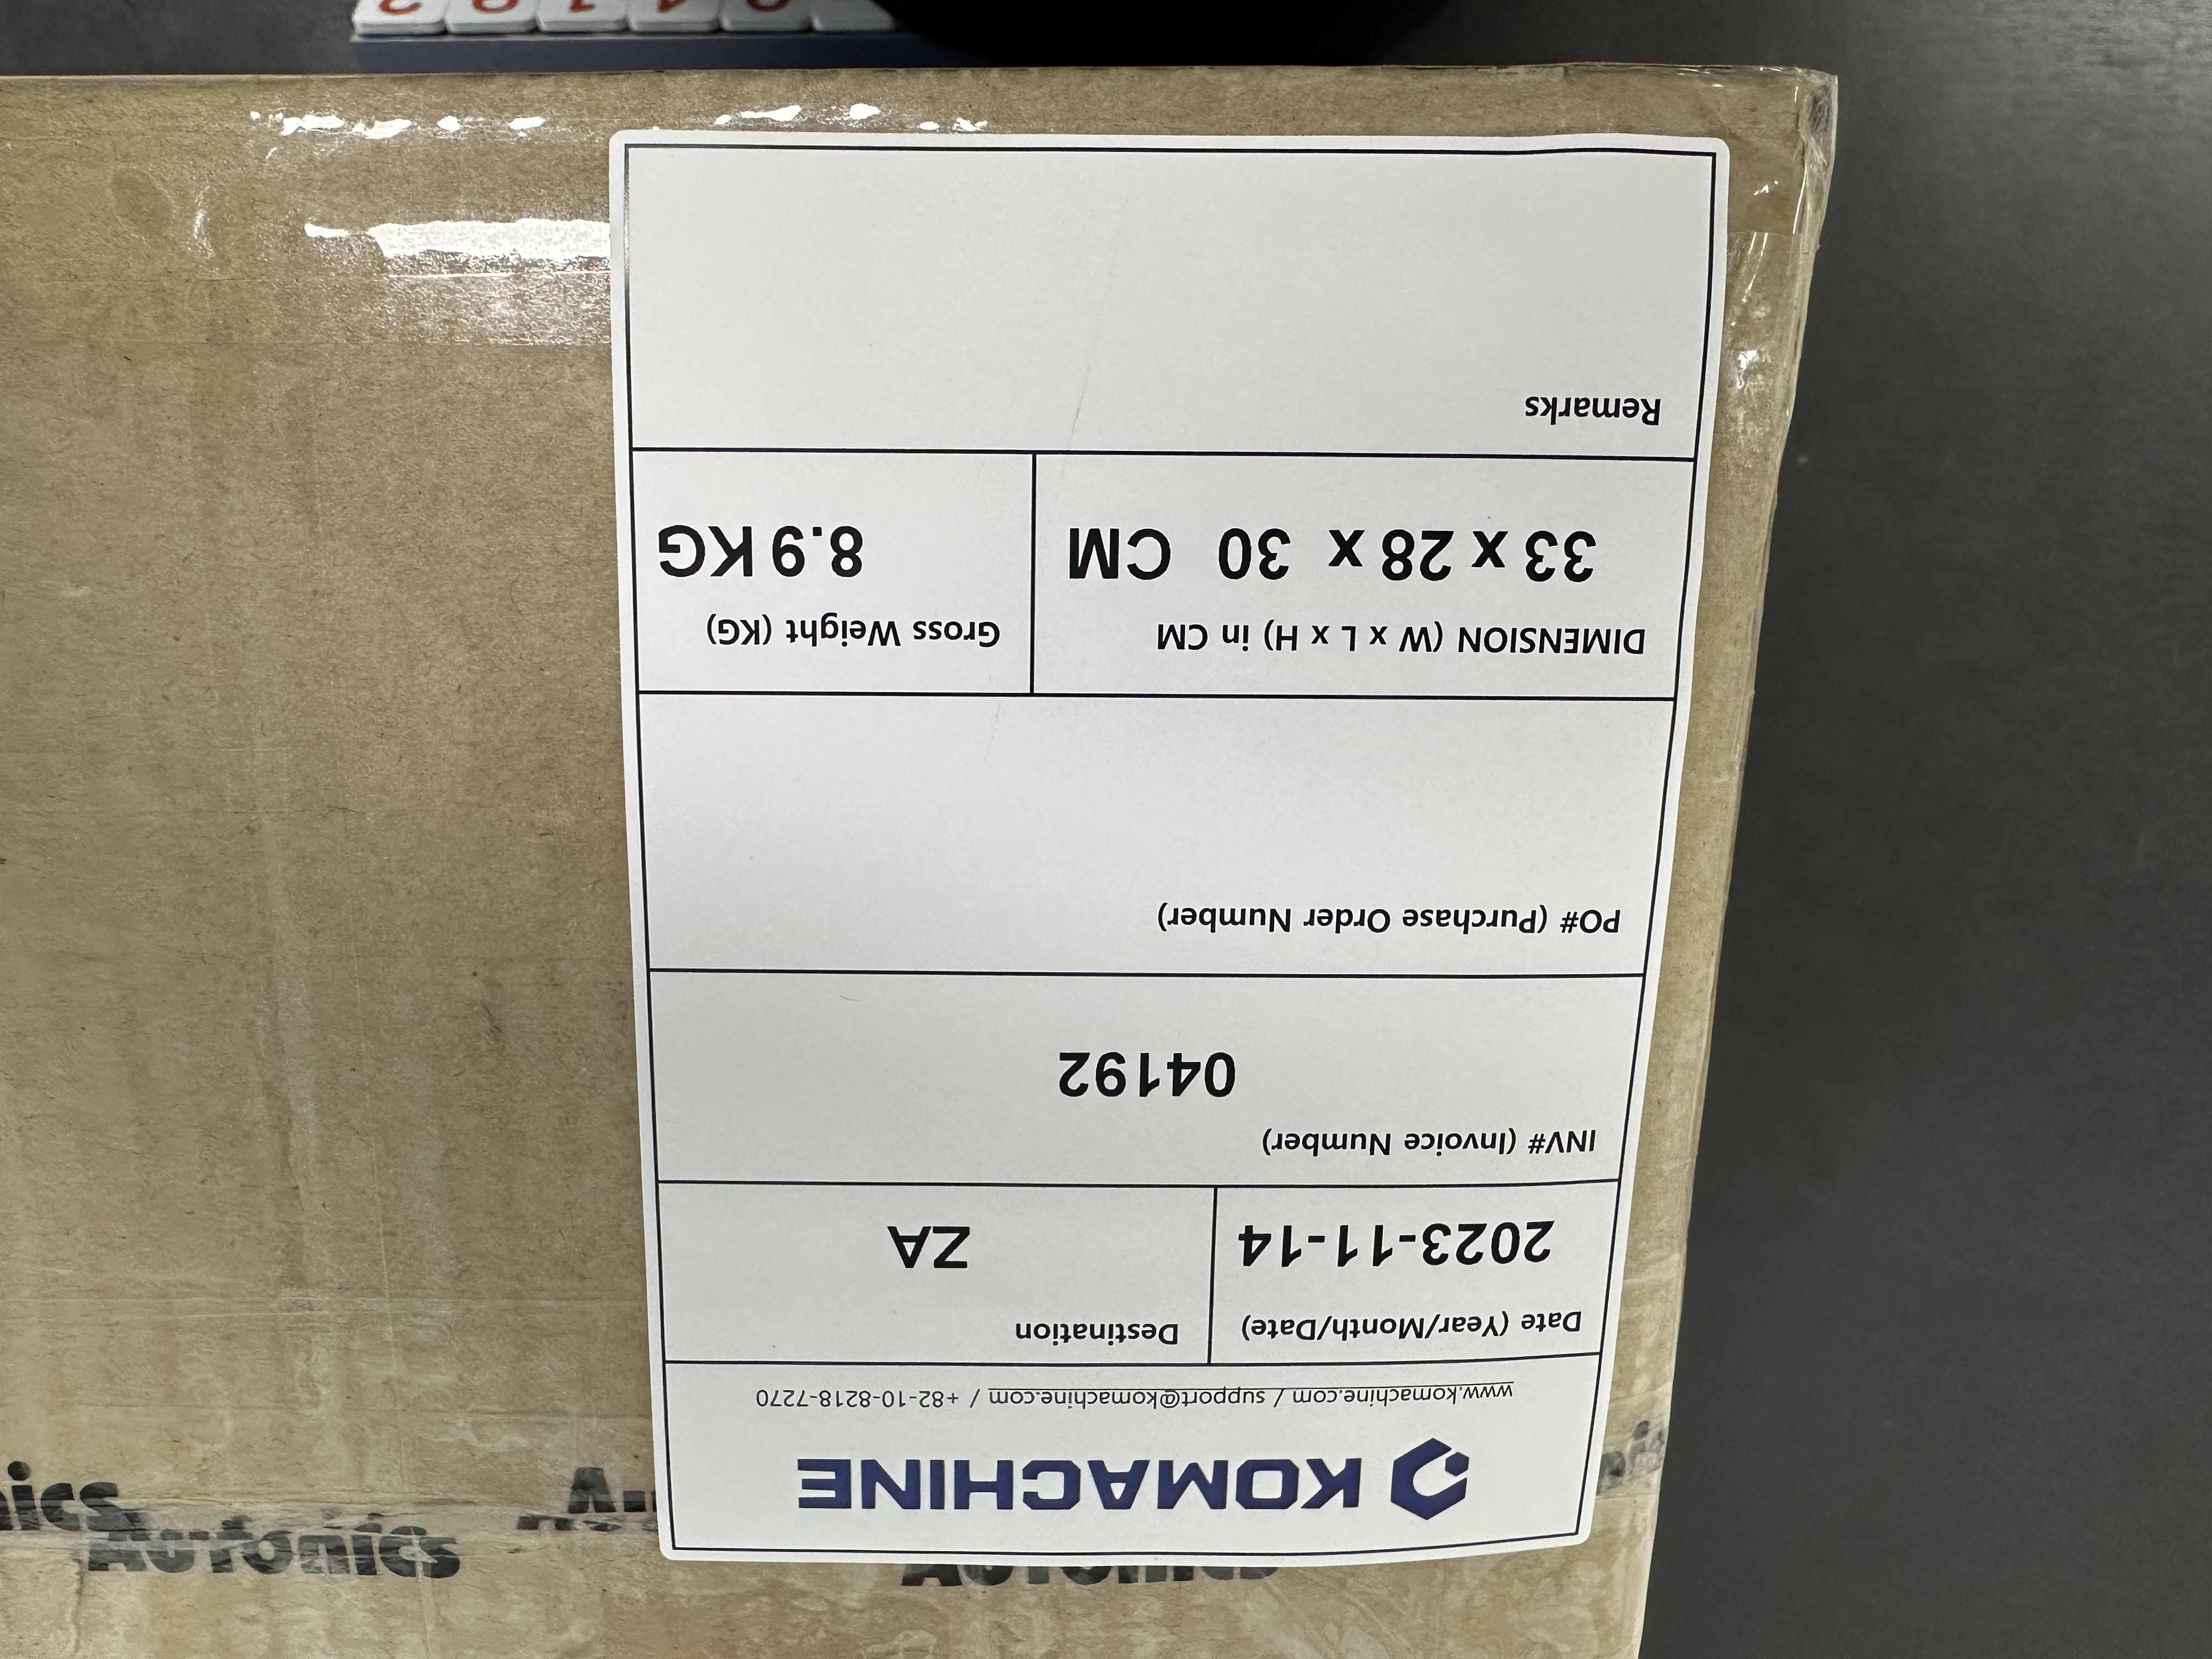 KOMACHINE
www.komachine.com / support@komachine.com / +82-10-8218-7270
Date (Year/Month/Date)
2023-11-14
Destination
ZA
INV# (Invoice Number)
04192
PO# (Purchase Order Number)
DIMENSION (W x L x H) in CM
33 x 28 x 30 CM
Gross Weight (KG)
8.9 KG
Remarks
Autonics
Autonics
04192